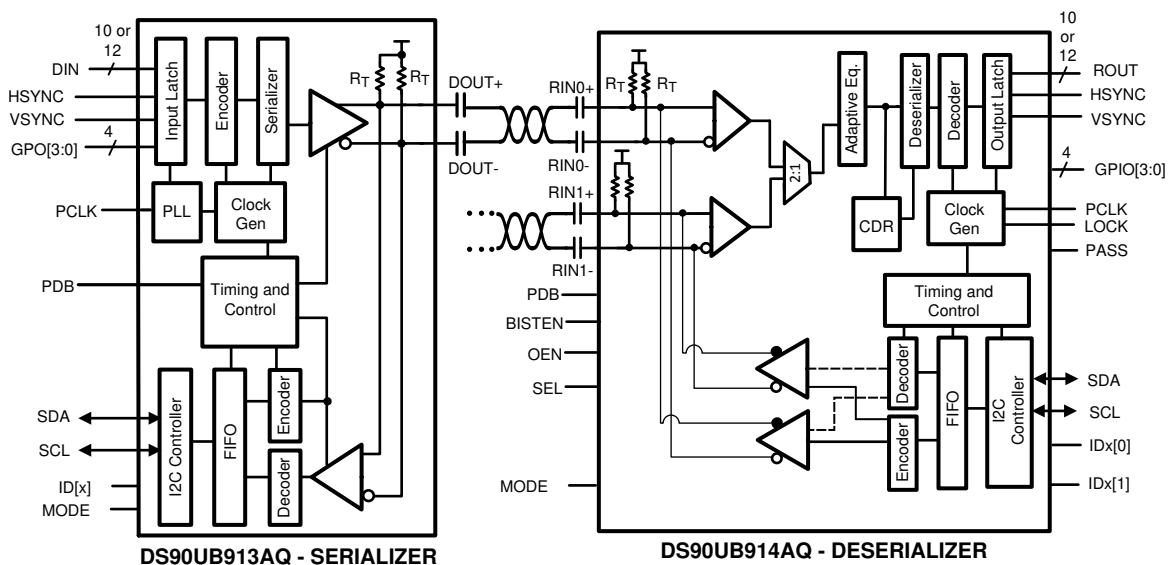 10 or
12
DIN
HSYNC
VSYNC
4
GPO[3:0]
PCLK
PDB
SDA
SCL
ID[x]
MODE
Input Latch
Encoder
Serializer
PLL
Clock
Gen
Timing and
Control
I2C Controller
FIFO
Encoder
Decoder
RT
RT
DOUT+
DOUT-
DS90UB913AQ - SERIALIZER
RIN0+
RIN0-
RIN1+
RIN1-
PDB
BISTEN
OEN
SEL
MODE
RT
RT
2:1
Adaptive Eq.
Deserializer
Decoder
Output Latch
CDR
Clock
Gen
Timing and
Control
Decoder
Encoder
FIFO
I2C
Controller
10
or
12
ROUT
HSYNC
VSYNC
4
GPIO[3:0]
PCLK
LOCK
PASS
SDA
SCL
IDx[0]
IDx[1]
DS90UB914AQ - DESERIALIZER